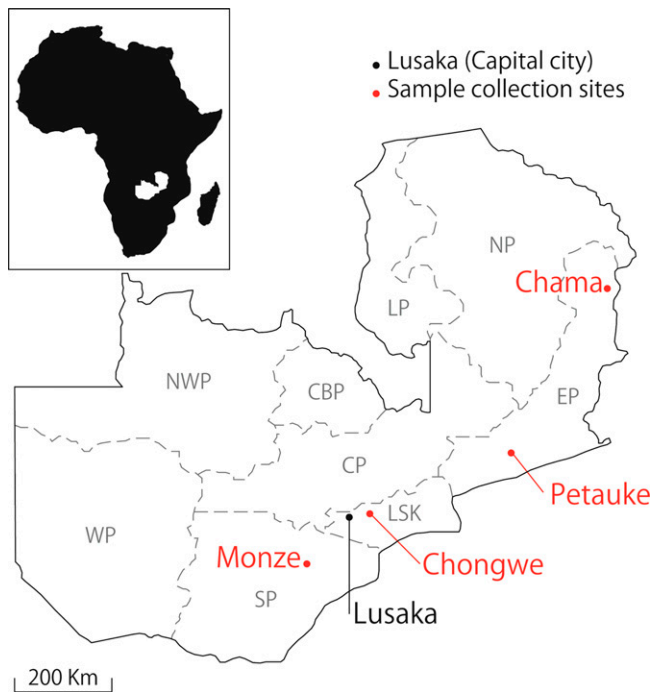 Lusaka (Capital city)
Sample collection sites
NP
Chama
LP
NWP
CBP
EP
CP
Petauke
WP
LSK
Monze
Chongwe
SP
Lusaka
200 Km